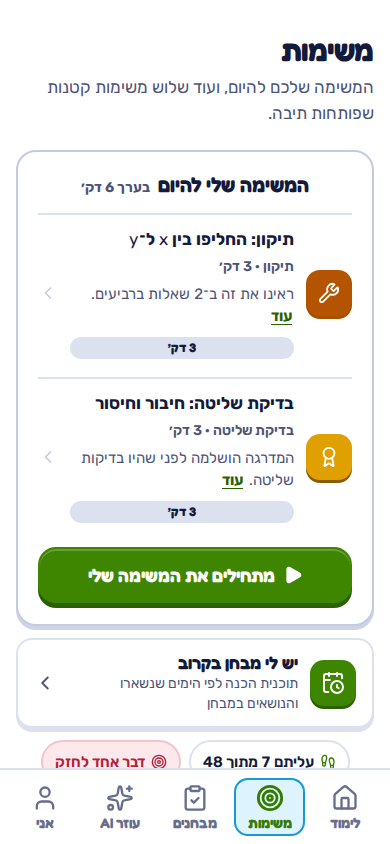 משימות
המשימה שלכם להיום, ועוד שלוש משימות קטנות
שפותחות תיבה.
המשימה שלי להיום בערך 6 דק׳
תיקון: החליפו בין x ל־y
תיקון • 3 דק׳
ראינו את זה ב־2 שאלות ברביעים.
עוד
3 דק׳
בדיקת שליטה: חיבור וחיסור
בדיקת שליטה • 3 דק׳
המדרגה הושלמה לפני שהיו בדיקות
שליטה. עוד
3 דק׳
מתחילים את המשימה שלי
יש לי מבחן בקרוב
תוכנית הכנה לפי הימים שנשארו
והנושאים במבחן
עליתם 7 מתוך 48
דבר אחד לחזק
לימוד
משימות
מבחנים
עוזר AI
אני